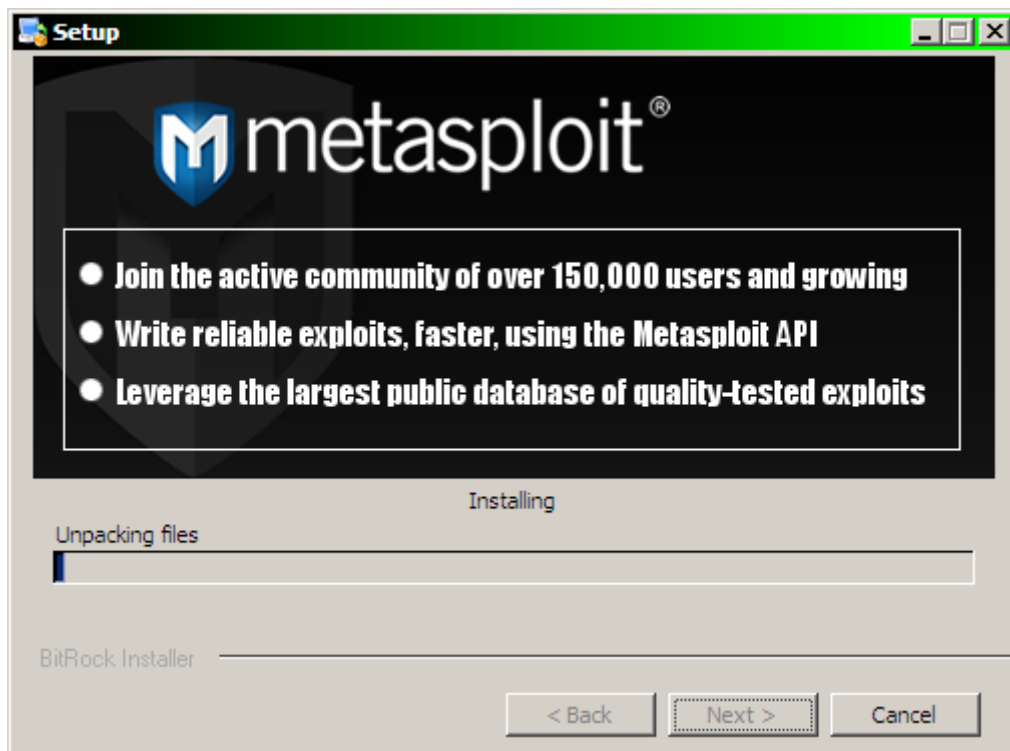 Setup
metasploit®
Join the active community of over 150,000 users and growing
Write reliable exploits, faster, using the Metasploit API
Leverage the largest public database of quality-tested exploits
Installing
Unpacking files
BitRock Installer
< Back Next > Cancel